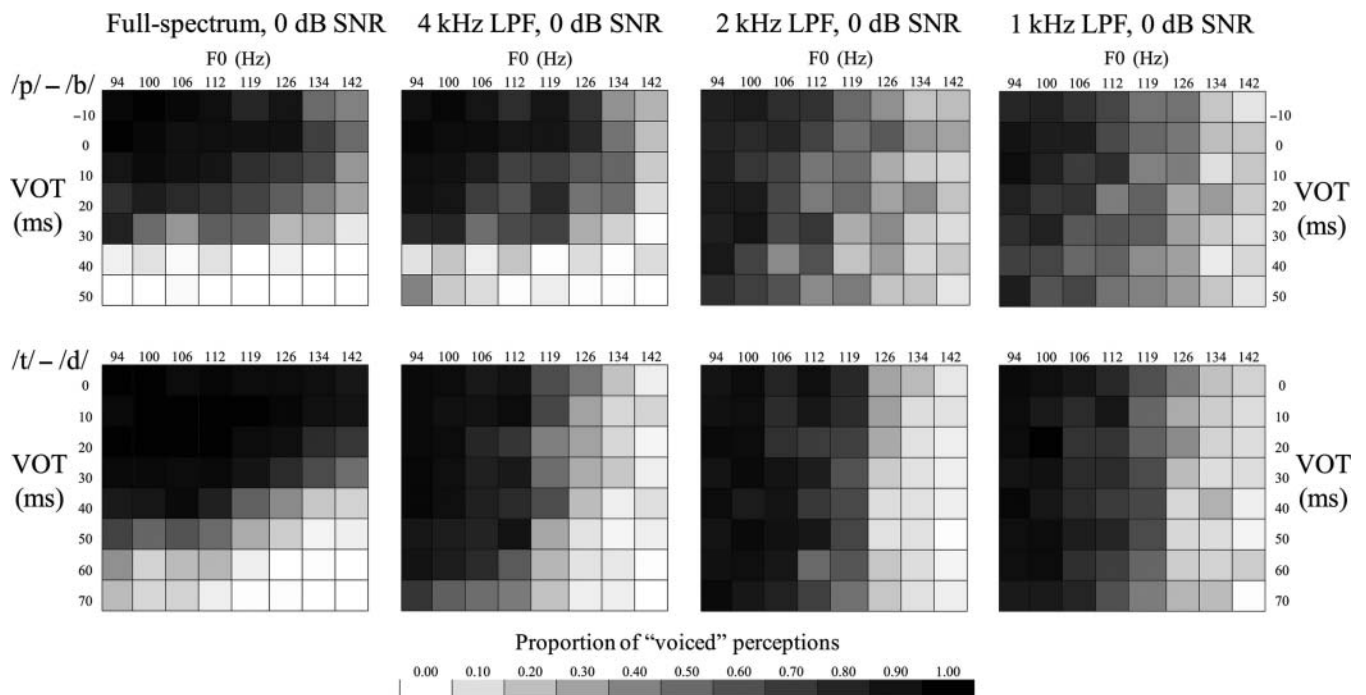 Full-spectrum, 0 dB SNR 4 kHz LPF, 0 dB SNR 2 kHz LPF, 0 dB SNR 1 kHz LPF, 0 dB SNR
F0 (Hz) F0 (Hz) F0 (Hz) F0 (Hz)
/p/ – /b/ 94 100 106 112 119 126 134 142 94 100 106 112 119 126 134 142 94 100 106 112 119 126 134 142 94 100 106 112 119 126 134 142
–10 -10
0 0
10 10
VOT (ms) VOT (ms)
20 20
30 30
40 40
50 50
/t/ – /d/ 94 100 106 112 119 126 134 142 94 100 106 112 119 126 134 142 94 100 106 112 119 126 134 142 94 100 106 112 119 126 134 142
0 0
10 10
20 20
VOT (ms) VOT (ms)
30 30
40 40
50 50
60 60
70 70
Proportion of “voiced” perceptions
0.00 0.10 0.20 0.30 0.40 0.50 0.60 0.70 0.80 0.90 1.00